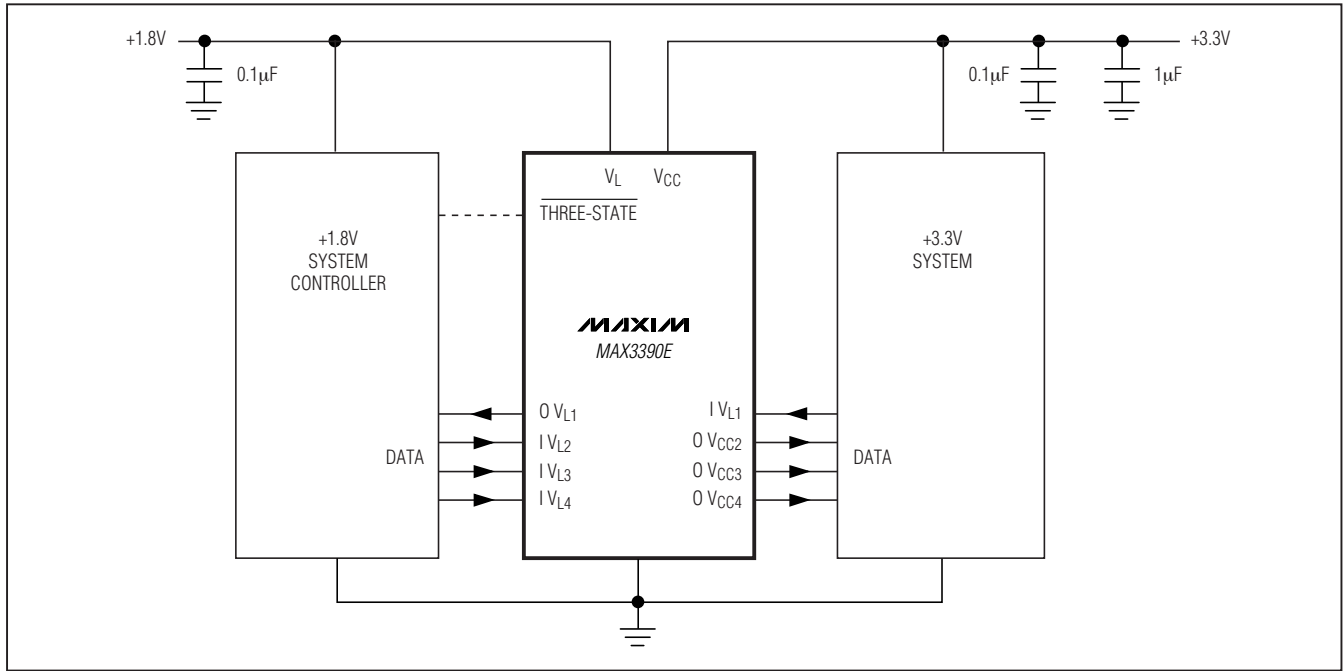 +1.8V
+3.3V
0.1μF
0.1μF
1μF
VL
VCC
THREE-STATE
+1.8V
SYSTEM
CONTROLLER
+3.3V
SYSTEM
MAXIM
MAX3390E
O VL1
I VL1
I VL2
O VCC2
DATA
I VL3
O VCC3
DATA
I VL4
O VCC4